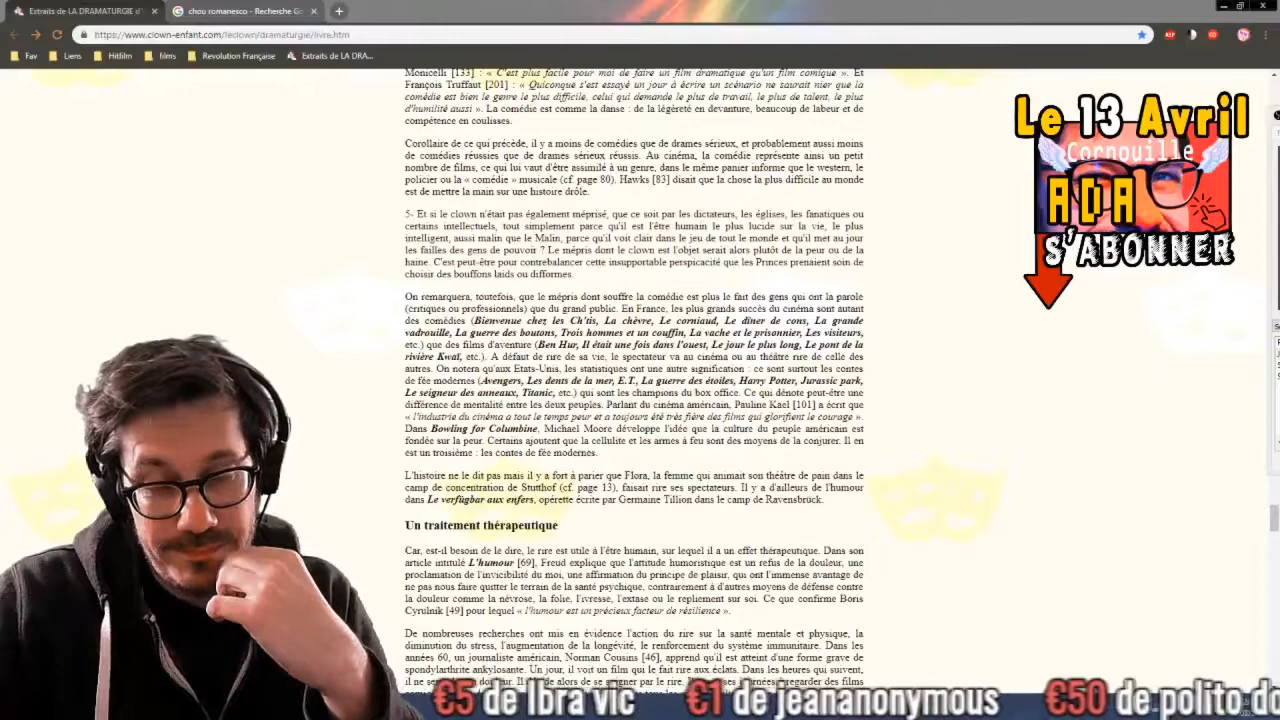 Extraits de LA DRAMATURGIE d'
chou romanesco - Recherche Go
https://www.clown-enfant.com/leclown/dramaturgie/livre.htm
Fav
Liens
Hitfilm
films
Revolution Française
Extraits de LA DRA...
Monicelli [133] : « C'est plus facile pour moi de faire un film dramatique qu'un film comique ». Et
François Truffaut [201] : « Quiconque s'est essayé un jour à écrire un scénario ne saurait nier que la
comédie est bien le genre le plus difficile, celui qui demande le plus de travail, le plus de talent, le plus
d'humilité aussi ». La comédie est comme la danse : de la légèreté en devanture, beaucoup de labeur et de
compétence en coulisses.
Corollaire de ce qui précède, il y a moins de comédies que de drames sérieux, et probablement aussi moins
de comédies réussies que de drames sérieux réussis. Au cinéma, la comédie représente ainsi un petit
nombre de films, ce qui lui vaut d'être assimilé à un genre, dans le même panier informe que le western, le
policier ou la « comédie » musicale (cf. page 80). Hawks [83] disait que la chose la plus difficile au monde
est de mettre la main sur une histoire drôle.
5- Et si le clown n'était pas également méprisé, que ce soit par les dictateurs, les églises, les fanatiques ou
certains intellectuels, tout simplement parce qu'il est l'être humain le plus lucide sur la vie, le plus
intelligent, aussi malin que le Malin, parce qu'il voit clair dans le jeu de tout le monde et qu'il met au jour
les failles des gens de pouvoir ? Le mépris dont le clown est l'objet serait alors plutôt de la peur ou de la
haine. C'est peut-être pour contrebalancer cette insupportable perspicacité que les Princes prenaient soin de
choisir des bouffons laids ou difformes.
On remarquera, toutefois, que le mépris dont souffre la comédie est plus le fait des gens qui ont la parole
(critiques ou professionnels) que du grand public. En France, les plus grands succès du cinéma sont autant
des comédies (Bienvenue chez les Ch'tis, La chèvre, Le corniaud, Le dîner de cons, La grande
vadrouille, La guerre des boutons, Trois hommes et un couffin, La vache et le prisonnier, Les visiteurs,
etc.) que des films d'aventure (Ben Hur, Il était une fois dans l'ouest, Le jour le plus long, Le pont de la
rivière Kwaï, etc.). A défaut de rire de sa vie, le spectateur va au cinéma ou au théâtre rire de celle des
autres. On notera qu'aux Etats-Unis, les statistiques ont une autre signification : ce sont surtout les contes
de fée modernes (Avengers, Les dents de la mer, E.T., La guerre des étoiles, Harry Potter, Jurassic park,
Le seigneur des anneaux, Titanic, etc.) qui sont les champions du box office. Ce qui dénote peut-être une
différence de mentalité entre les deux peuples. Parlant du cinéma américain, Pauline Kael [101] a écrit que
« l'industrie du cinéma a tout le temps peur et a toujours été très fière des films qui glorifient le courage ».
Dans Bowling for Columbine, Michael Moore développe l'idée que la culture du peuple américain est
fondée sur la peur. Certains ajoutent que la cellulite et les armes à feu sont des moyens de la conjurer. Il en
est un troisième : les contes de fée modernes.
L'histoire ne le dit pas mais il y a fort à parier que Flora, la femme qui animait son théâtre de pain dans le
camp de concentration de Stutthof (cf. page 13), faisait rire ses spectateurs. Il y a d'ailleurs de l'humour
dans Le verfügbar aux enfers, opérette écrite par Germaine Tillion dans le camp de Ravensbrück.
Un traitement thérapeutique
Car, est-il besoin de le dire, le rire est utile à l'être humain, sur lequel il a un effet thérapeutique. Dans son
article intitulé L'humour [69], Freud explique que l'attitude humoristique est un refus de la douleur, une
proclamation de l'invicibilité du moi, une affirmation du principe de plaisir, qui ont l'immense avantage de
ne pas nous faire quitter le terrain de la santé psychique, contrairement à d'autres moyens de défense contre
la douleur comme la névrose, la folie, l'ivresse, l'extase ou le repliement sur soi. Ce que confirme Boris
Cyrulnik [49] pour lequel « l'humour est un précieux facteur de résilience ».
De nombreuses recherches ont mis en évidence l'action du rire sur la santé mentale et physique, la
diminution du stress, l'augmentation de la longévité, le renforcement du système immunitaire. Dans les
années 60, un journaliste américain, Norman Cousins [46], apprend qu'il est atteint d'une forme grave de
spondylarthrite ankylosante. Un jour, il voit un film qui le fait rire aux éclats. Dans les heures qui suivent,
Le 13 Avril
Cornouille
ADA
S'ABONNER
€5 de Ibra vic €1 de jeananonymous €50 de polito do